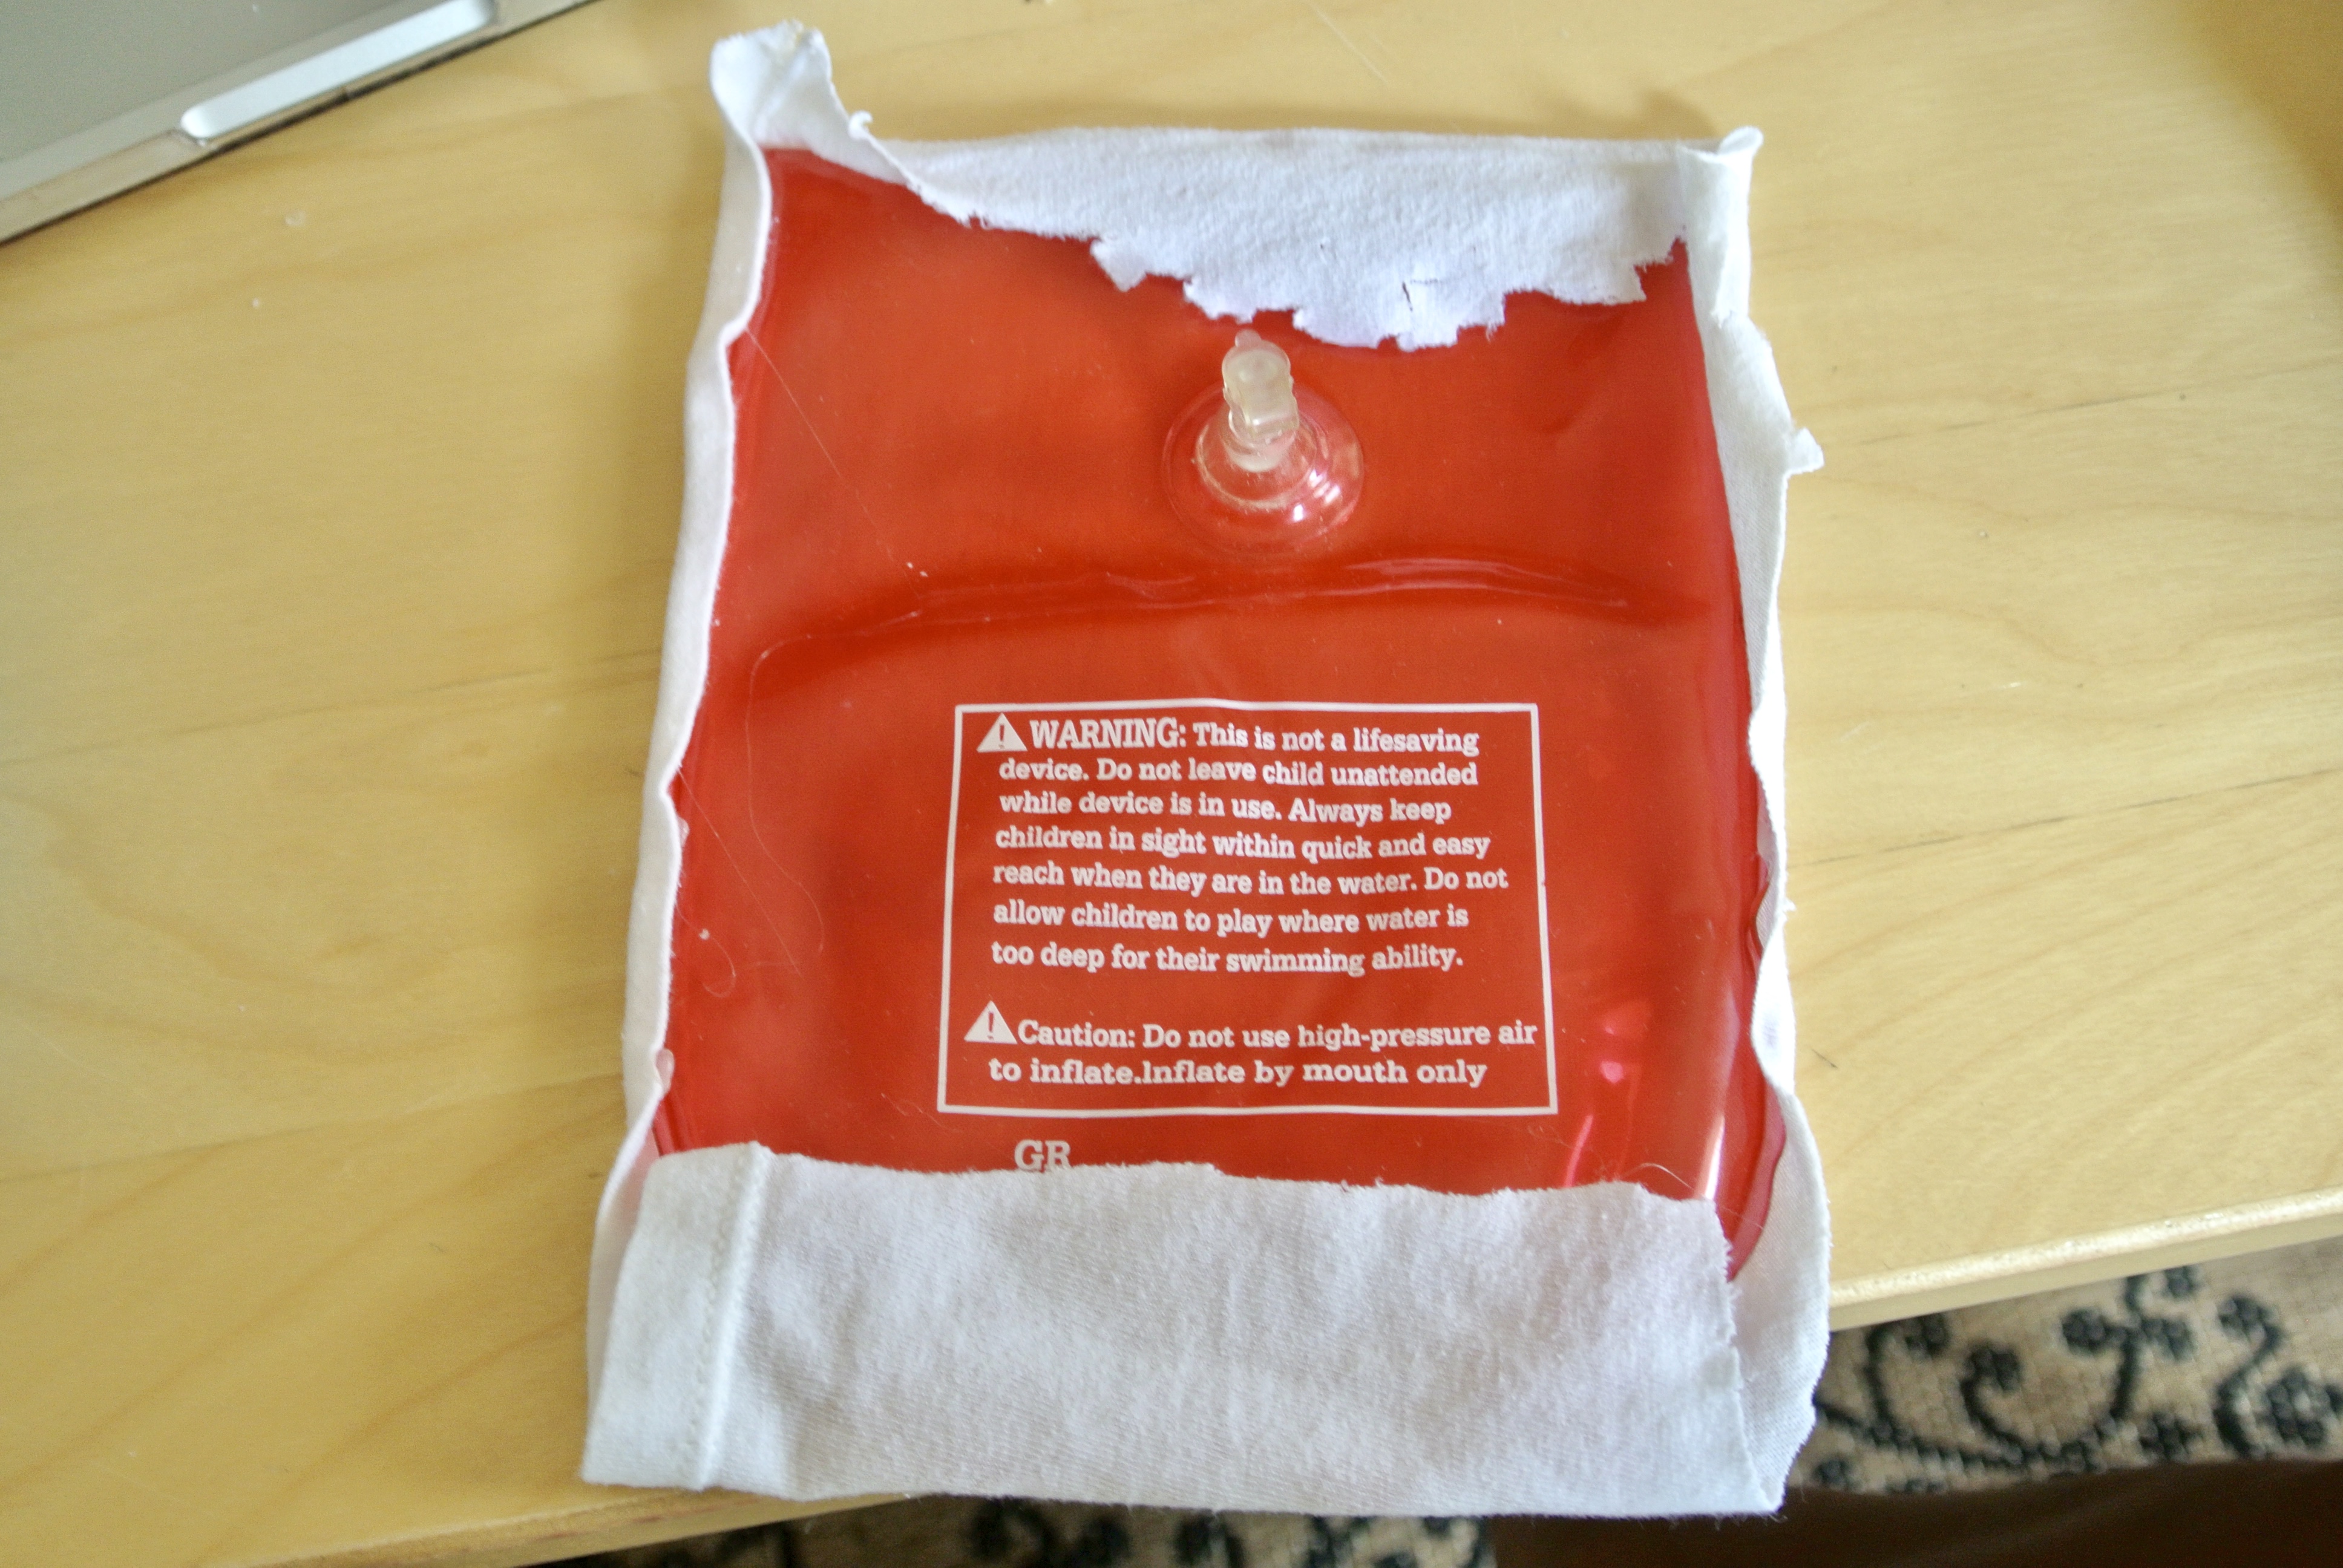 WARNING: This is not a lifesaving
device. Do not leave child unattended
while device is in use. Always keep
children in sight within quick and easy
reach when they are in the water. Do not
allow children to play where water is
too deep for their swimming ability.
Caution: Do not use high-pressure air
to inflate.Inflate by mouth only
GR